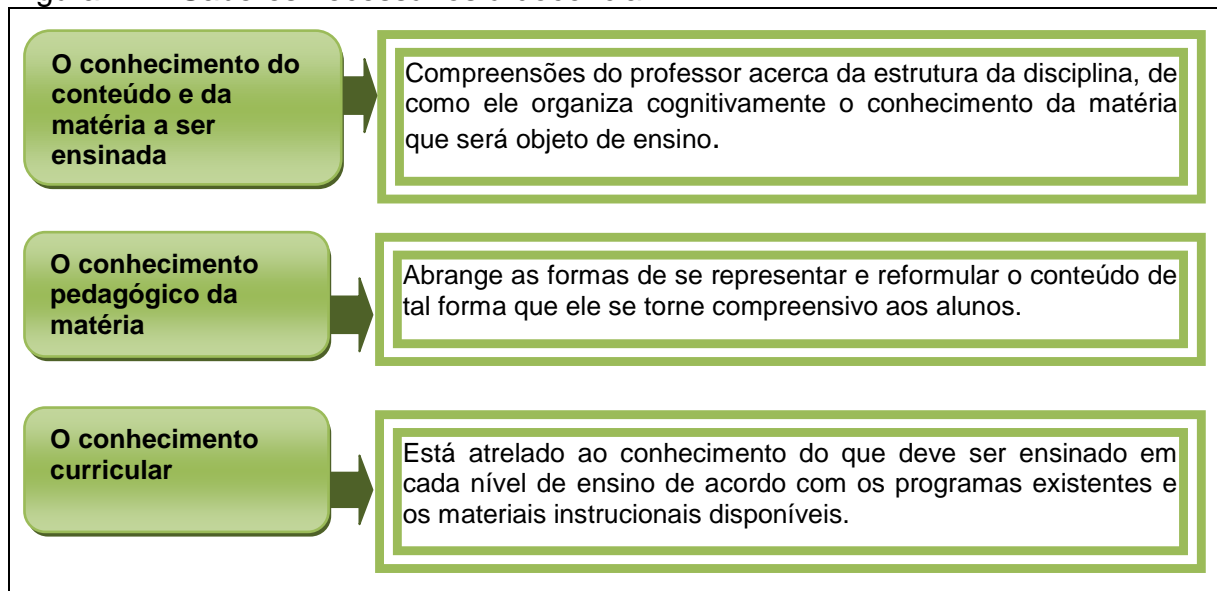 O conhecimento do
conteúdo e da
matéria a ser
ensinada
Compreensões do professor acerca da estrutura da disciplina, de
como ele organiza cognitivamente o conhecimento da matéria
que será objeto de ensino.
O conhecimento
pedagógico da
matéria
Abrange as formas de se representar e reformular o conteúdo de
tal forma que ele se torne compreensivo aos alunos.
O conhecimento
curricular
Está atrelado ao conhecimento do que deve ser ensinado em
cada nível de ensino de acordo com os programas existentes e
os materiais instrucionais disponíveis.